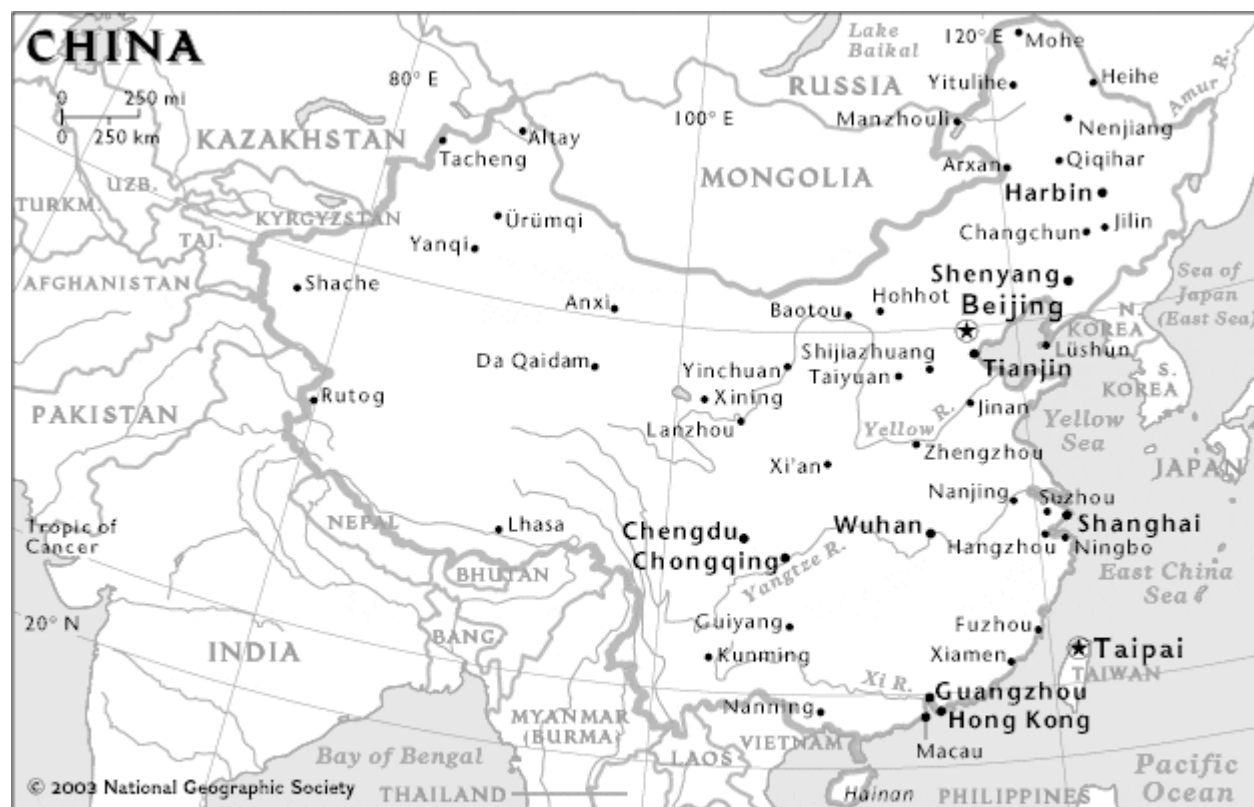 CHINA
0 250 mi
0 250 km
80° E
100° E
120° E
Lake
Baikal
RUSSIA
Mohe
Yitulihe
Heihe
Amur R.
Manzhouli
Nenjiang
KAZAKHSTAN
Altay
Tacheng
MONGOLIA
Arxan
Qiqihar
UZB.
Harbin
TURKM.
KYRGYZSTAN
Ürümqi
Changchun
Jilin
TAJ.
Yanqi
AFGHANISTAN
Shache
Shenyang
Sea of
Japan
(East Sea)
Anxi
Baotou
Hohhot
Beijing
N.
KOREA
Lüshun
Da Qaidam
Yinchuan
Shijiazhuang
Taiyuan
Tianjin
S.
KOREA
PAKISTAN
Rutog
Xining
Jinan
Lanzhou
Yellow R.
Yellow
Sea
Zhengzhou
Xi'an
JAPAN
Nanjing
Suzhou
Tropic of
Cancer
NEPAL
Lhasa
Chengdu
Wuhan
Shanghai
Chongqing
Hangzhou
Ningbo
BHUTAN
Yangtze R.
East China
Sea
20° N
INDIA
BANG.
Guiyang
Fuzhou
Taipai
Kunming
Xiamen
TAIWAN
Xi R.
Guangzhou
MYANMAR
(BURMA)
Nanning
Hong Kong
Bay of Bengal
LAOS
VIETNAM
Macau
Pacific
Ocean
© 2003 National Geographic Society
THAILAND
Hainan
PHILIPPINES